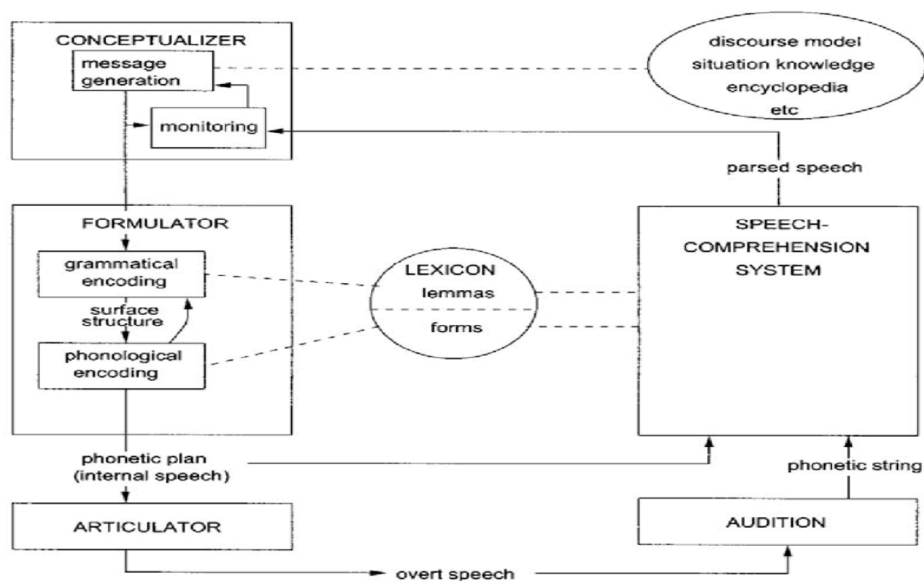 CONCEPTUALIZER
message
generation
monitoring
discourse model
situation knowledge
encyclopedia
etc
parsed speech
FORMULATOR
grammatical
encoding
surface
structure
phonological
encoding
LEXICON
lemmas
forms
SPEECH-
COMPREHENSION
SYSTEM
phonetic plan
(internal speech)
phonetic string
ARTICULATOR
AUDITION
overt speech